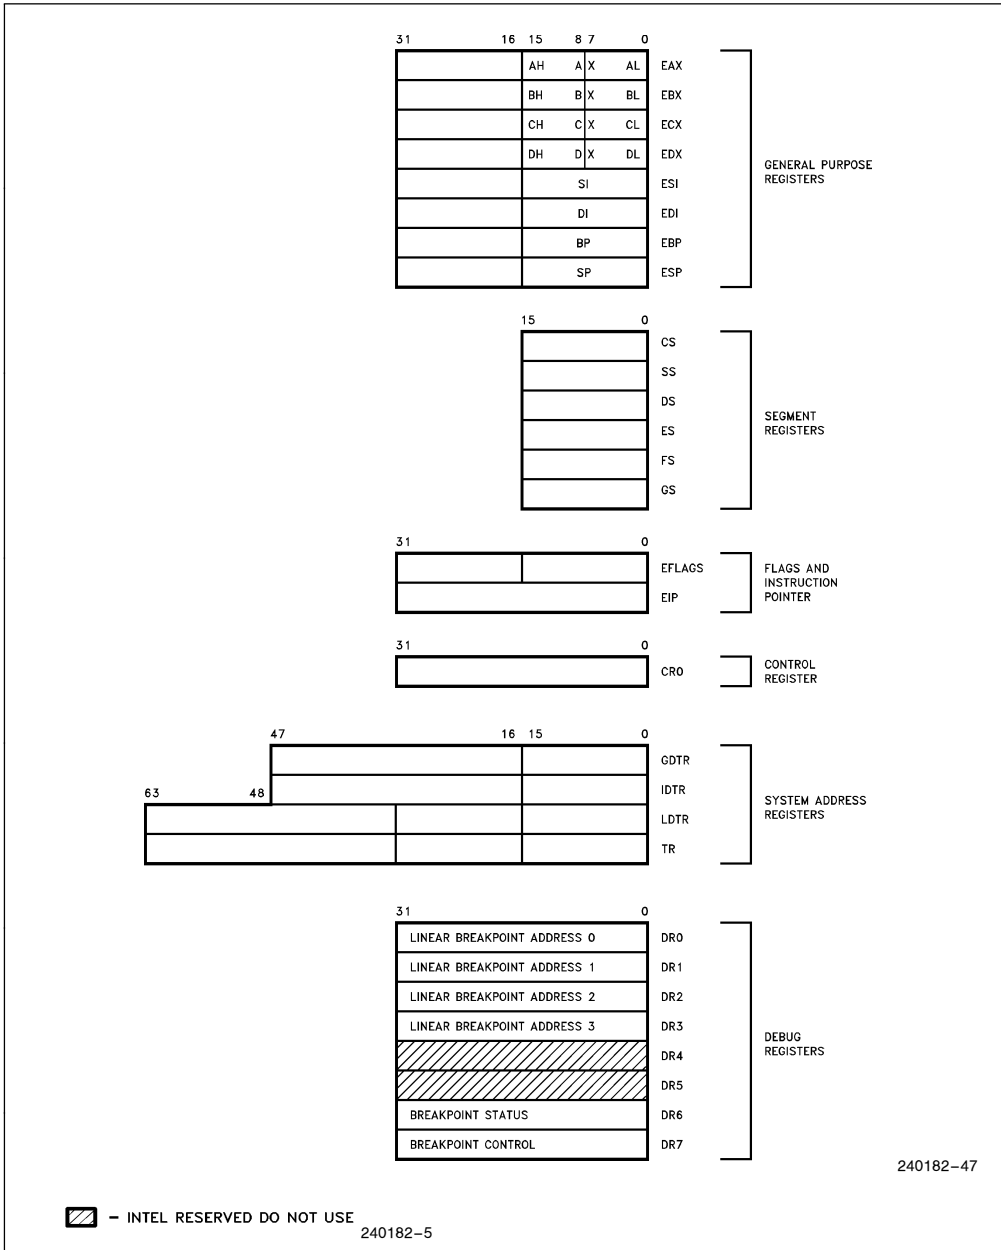 31 16 15 8 7 0
AH A X AL EAX
BH B X BL EBX
CH C X CL ECX
DH D X DL EDX
SI ESI
DI EDI
BP EBP
SP ESP
GENERAL PURPOSE
REGISTERS
15 0
CS
SS
DS
ES
FS
GS
SEGMENT
REGISTERS
31 0
EFLAGS
EIP
FLAGS AND
INSTRUCTION
POINTER
31 0
CR0
CONTROL
REGISTER
47 16 15 0
GDTR
63 48 IDTR
LDTR
TR
SYSTEM ADDRESS
REGISTERS
31 0
LINEAR BREAKPOINT ADDRESS 0 DR0
LINEAR BREAKPOINT ADDRESS 1 DR1
LINEAR BREAKPOINT ADDRESS 2 DR2
LINEAR BREAKPOINT ADDRESS 3 DR3
DR4
DR5
BREAKPOINT STATUS DR6
BREAKPOINT CONTROL DR7
DEBUG
REGISTERS
240182-47
- INTEL RESERVED DO NOT USE
240182-5